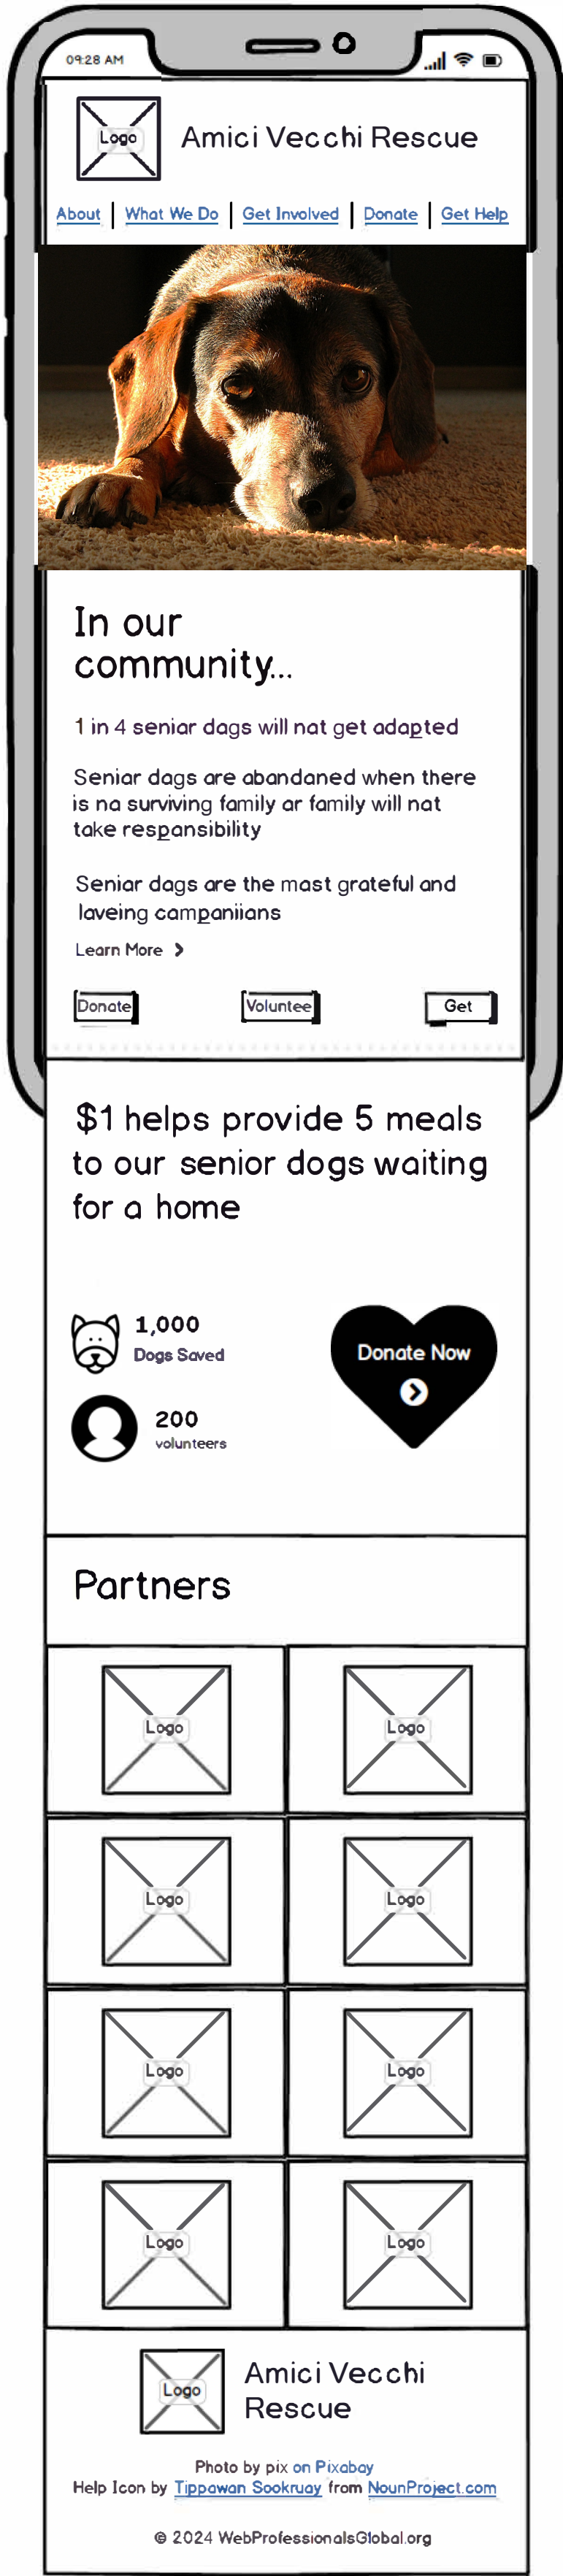 09:28 AM
Logo
Amici Vecchi Rescue
About | What We Do | Get Involved | Donate | Get Help
In our
community...
1 in 4 seniar dags will nat get adapted
Seniar dags are abandaned when there
is na surviving family ar family will nat
take respansibility
Seniar dags are the mast grateful and
laveing campaniians
Learn More
Donate Voluntee Get
$1 helps provide 5 meals
to our senior dogs waiting
for a home
1,000
Dogs Saved
Donate Now
200
volunteers
Partners
Logo Logo
Logo Logo
Logo Logo
Logo Logo
Logo
Amici Vecchi
Rescue
Photo by pix on Pixabay
Help Icon by Tippawan Sookruay from NounProject.com
© 2024 WebProfessionalsGlobal.org